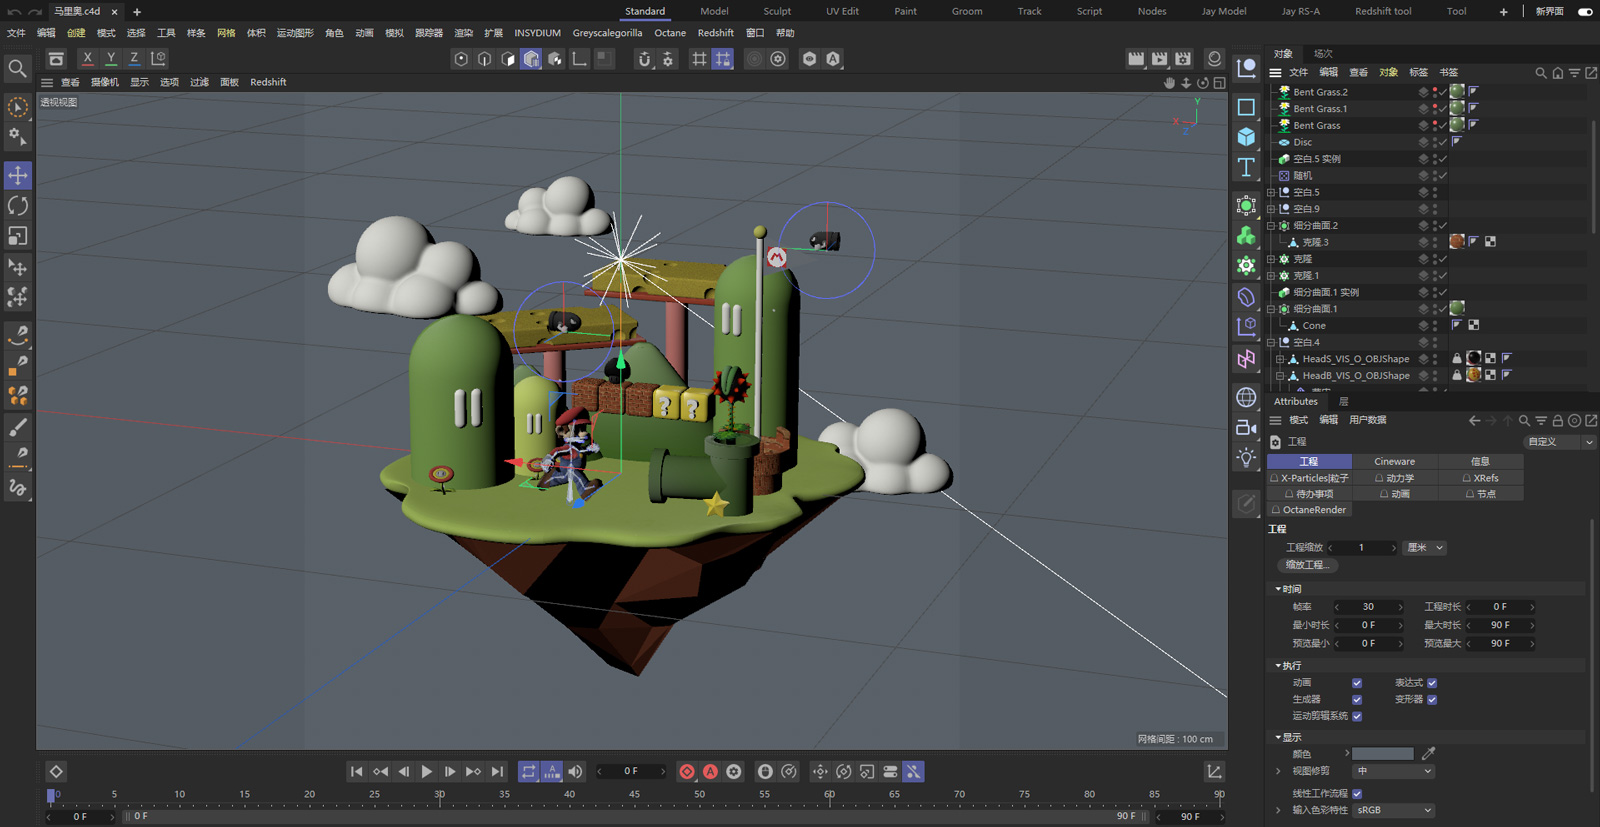 马里奥.c4d × +
Standard Model Sculpt UV Edit Paint Groom Track Script Nodes Jay Model Jay RS-A Redshift tool Tool + 新界面
文件 编辑 创建 模式 选择 工具 样条 网格 体积 运动图形 角色 动画 模拟 跟踪器 渲染 扩展 INSYDIUM Greyscalegorilla Octane Redshift 窗口 帮助
X Y Z
对象 场次
查看 摄像机 显示 选项 过滤 面板 Redshift
文件 编辑 查看 对象 标签 书签
透视视图
Y
X
Z
Bent Grass.2
Bent Grass.1
Bent Grass
Disc
空白.5 实例
随机
空白.5
空白.9
细分曲面.2
克隆.3
克隆
克隆.1
细分曲面.1 实例
细分曲面.1
Cone
空白.4
HeadS_VIS_O_OBJShape
HeadB_VIS_O_OBJShape
M
? ?
Attributes 层
模式 编辑 用户数据
工程 自定义
工程 Cineware 信息
X-Particles|粒子 动力学 XRefs
待办事项 动画 节点
OctaneRender
工程
工程缩放 1 厘米
缩放工程...
时间
帧率 30 工程时长 0 F
最小时长 0 F 最大时长 90 F
预览最小 0 F 预览最大 90 F
执行
动画 表达式
生成器 变形器
运动剪辑系统
显示
颜色
视图修剪 中
线性工作流程
输入色彩特性 sRGB
网格间距 : 100 cm
0 F
0 5 10 15 20 25 30 35 40 45 50 55 60 65 70 75 80 85 90
0 F 0 F 90 F 90 F